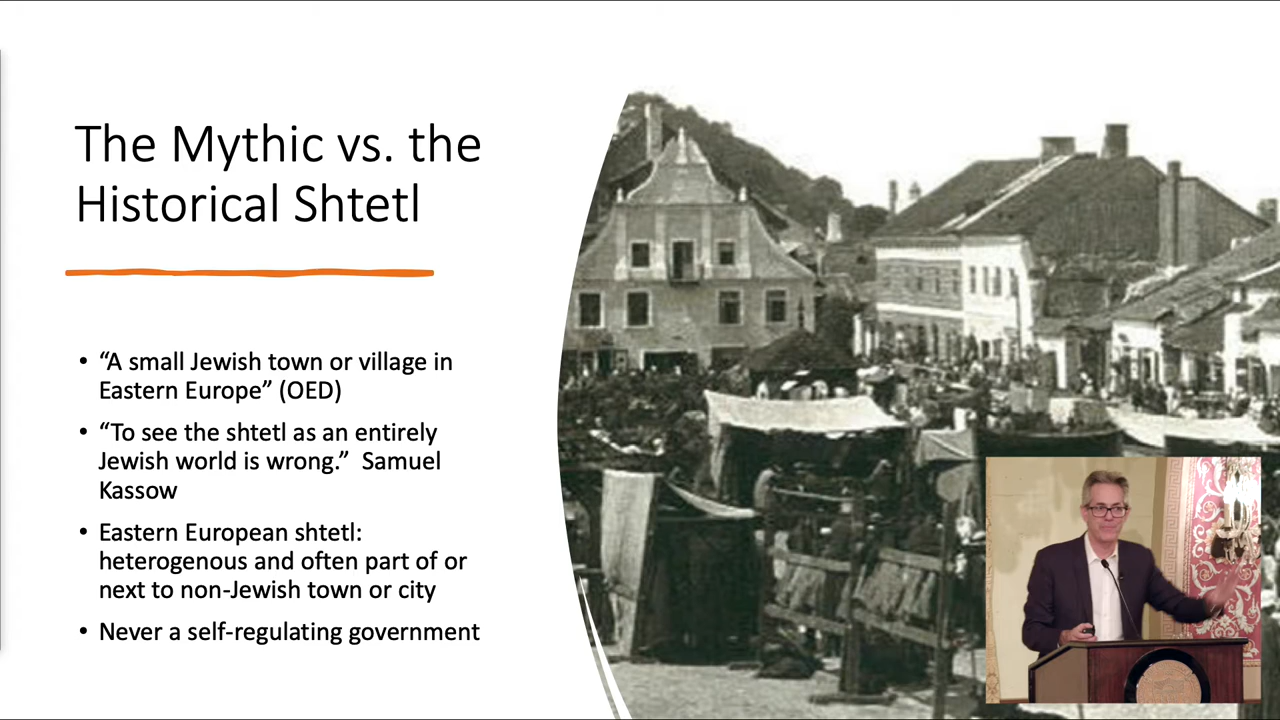 The Mythic vs. the
Historical Shtetl
• “A small Jewish town or village in
Eastern Europe” (OED)
• “To see the shtetl as an entirely
Jewish world is wrong.”  Samuel
Kassow
• Eastern European shtetl:
heterogenous and often part of or
next to non-Jewish town or city
• Never a self-regulating government